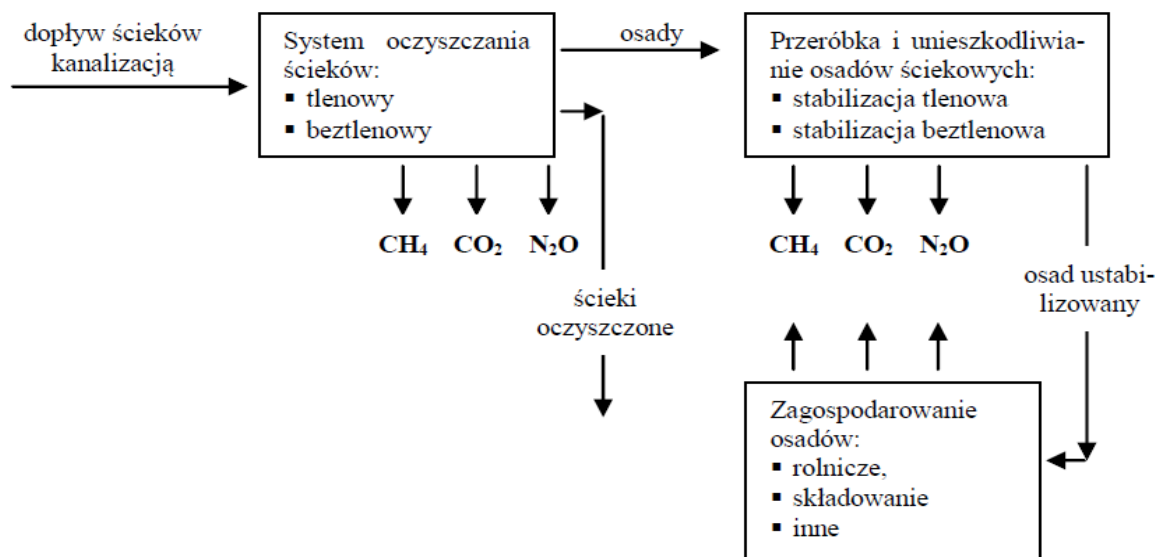 dopływ ścieków
kanalizacją
System oczyszczania
ścieków:
▪ tlenowy
▪ beztlenowy
osady
Przeróbka i unieszkodliwia-
nie osadów ściekowych:
▪ stabilizacja tlenowa
▪ stabilizacja beztlenowa
CH₄ CO₂ N₂O
CH₄ CO₂ N₂O
ścieki
oczyszczone
osad ustabi-
lizowany
Zagospodarowanie
osadów:
▪ rolnicze,
▪ składowanie
▪ inne